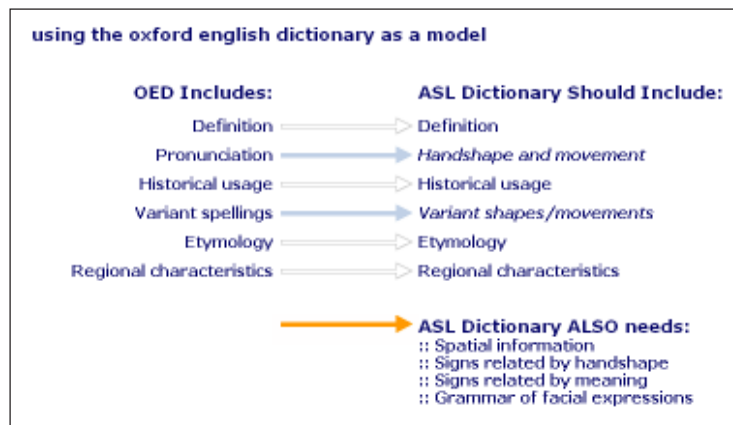 using the oxford english dictionary as a model
OED Includes: ASL Dictionary Should Include:
Definition Definition
Pronunciation Handshape and movement
Historical usage Historical usage
Variant spellings Variant shapes/movements
Etymology Etymology
Regional characteristics Regional characteristics
ASL Dictionary ALSO needs:
:: Spatial information
:: Signs related by handshape
:: Signs related by meaning
:: Grammar of facial expressions